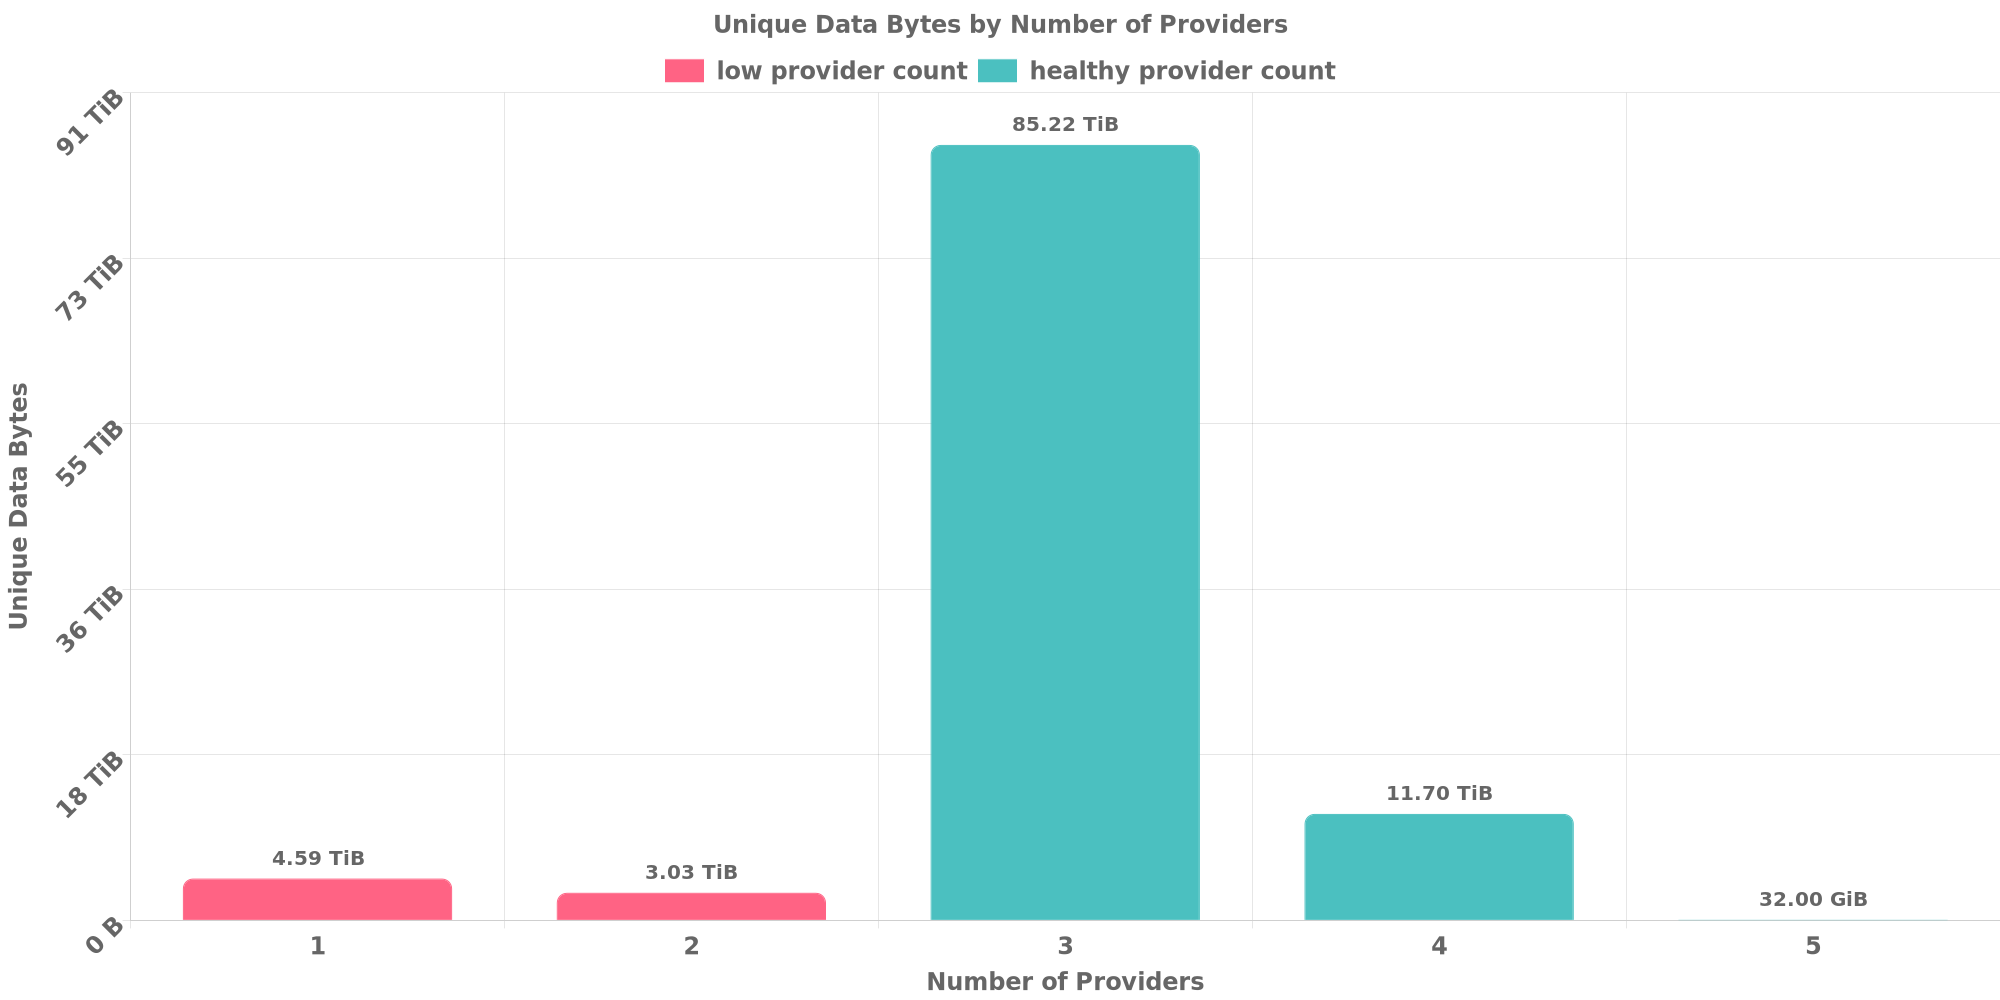 Unique Data Bytes by Number of Providers
low provider count healthy provider count
91 TiB
73 TiB
55 TiB
36 TiB
18 TiB
0 B
Unique Data Bytes
4.59 TiB
3.03 TiB
85.22 TiB
11.70 TiB
32.00 GiB
1 2 3 4 5
Number of Providers